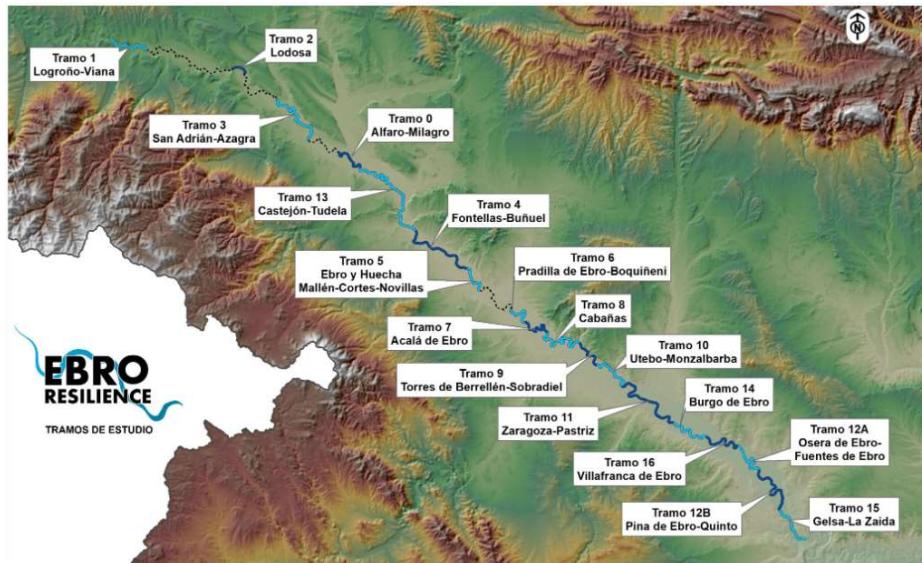 N
Tramo 1
Logroño-Viana
Tramo 2
Lodosa
Tramo 3
San Adrián-Azagra
Tramo 0
Alfaro-Milagro
Tramo 13
Castejón-Tudela
Tramo 4
Fontellas-Buñuel
Tramo 5
Ebro y Huecha
Mallén-Cortes-Novillas
Tramo 6
Pradilla de Ebro-Boquiñeni
Tramo 7
Acalá de Ebro
Tramo 8
Cabañas
Tramo 9
Torres de Berrellén-Sobradiel
Tramo 10
Utebo-Monzalbarba
Tramo 11
Zaragoza-Pastriz
Tramo 14
Burgo de Ebro
Tramo 16
Villafranca de Ebro
Tramo 12A
Osera de Ebro-
Fuentes de Ebro
Tramo 12B
Pina de Ebro-Quinto
Tramo 15
Gelsa-La Zaida
EBRO
RESILIENCE
TRAMOS DE ESTUDIO